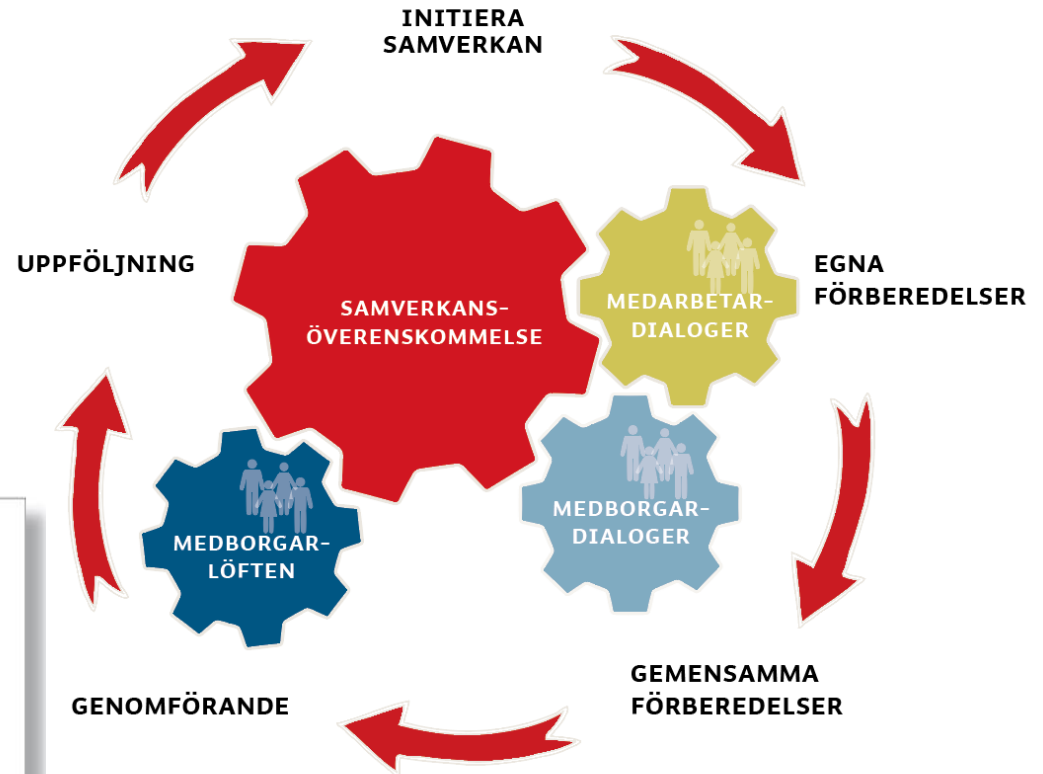 INITIERA
SAMVERKAN
UPPFÖLJNING
EGNA
FÖRBEREDELSER
SAMVERKANS-
ÖVERENSKOMMELSE
MEDARBETAR-
DIALOGER
MEDBORGAR-
DIALOGER
MEDBORGAR-
LÖFTEN
GEMENSAMMA
FÖRBEREDELSER
GENOMFÖRANDE